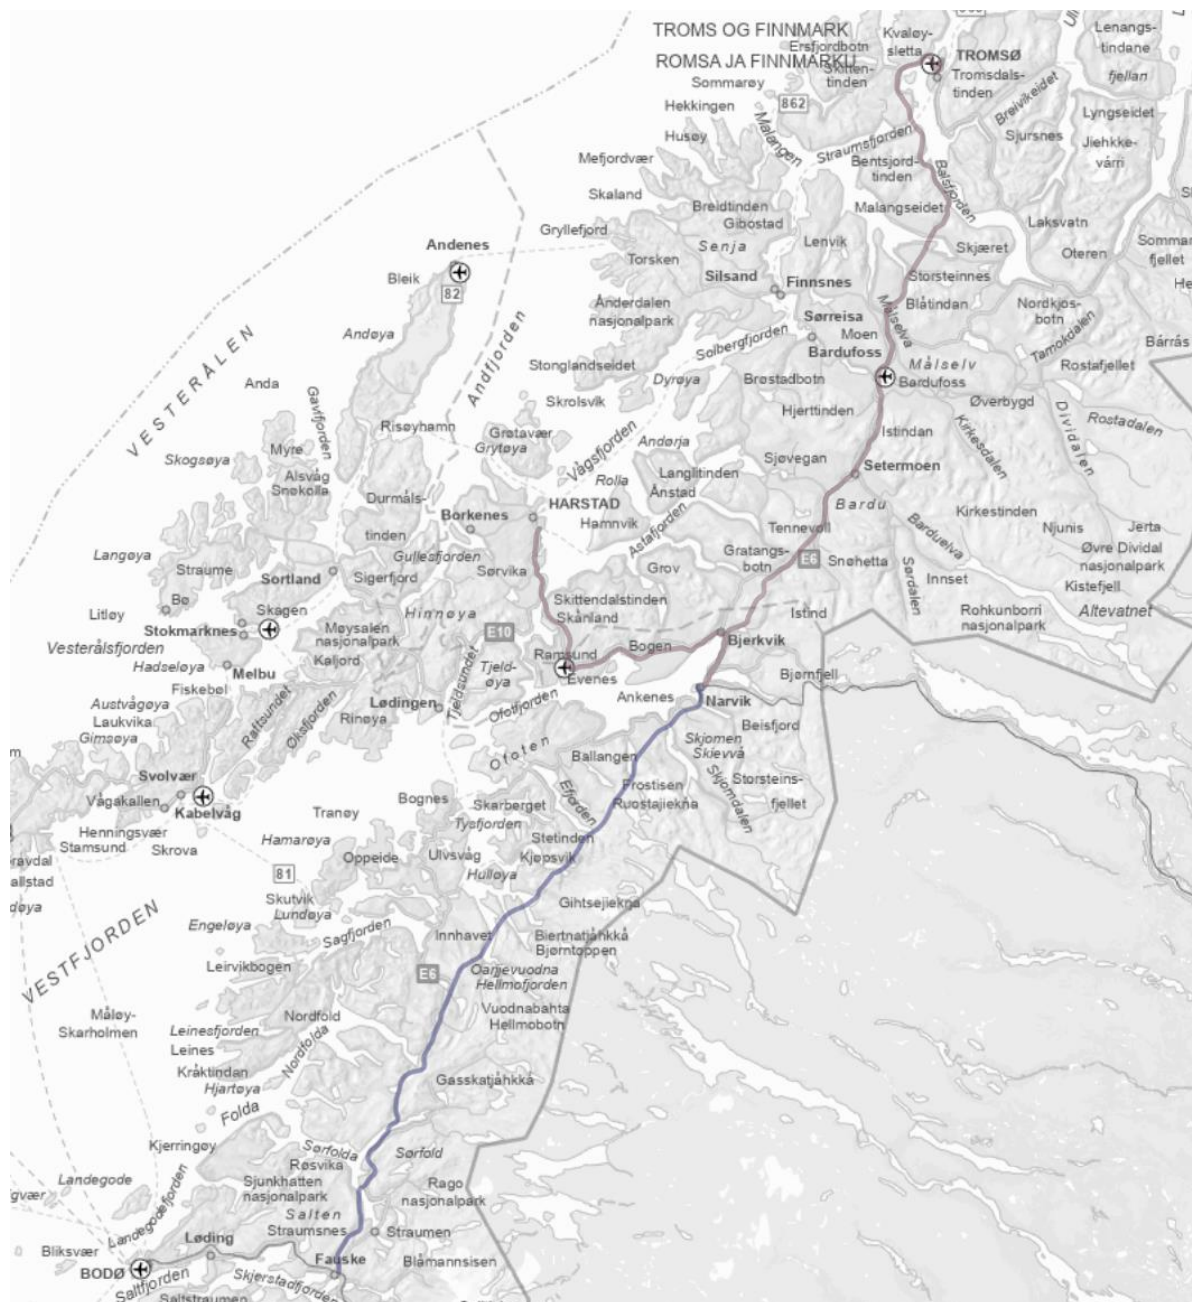 TROMS OG FINNMARK
ROMSA JA FINNMÁRKU
Kvaløy-
sletta
TROMSØ
Lenangs-
tindane
fjellan
Ersfjordbotn
Skitten-
tinden
Sommarøy
Tromsdals-
tinden
Breivikeidet
Lyngseidet
Hekkingen
862
Malangen
Husøy
Straumsfjorden
Sjursnes
Jiehkke-
várri
Mefjordvær
Bentsjord-
tinden
Balsfjorden
Skaland
Breidtinden
Gibostad
Malangseidet
Laksvatn
Gryllefjord
Senja
Lenvik
Skjæret
Oteren
Sommar
fjellet
Andenes
Torsken
Bleik
82
Silsand
Finnsnes
Storsteinnes
Ånderdalen
nasjonalpark
Målselva
Blåtindan
Nordkjos-
botn
Sørreisa
Moen
Andøya
Andfjorden
Solbergfjorden
Tamokdalen
Bárrás
VESTERÅLEN
Bardufoss
Målselv
Rostafjellet
Stonglandseidet
Dyrøya
Brøstadbotn
Bardufoss
Anda
Gavlfjorden
Skrolsvik
Hjerttinden
Øverbygd
Dividalen
Rostadalen
Risøyhamn
Grøtavær
Grytøya
Vågsfjorden
Andørja
Istindan
Kirkesdalen
Myre
Skogsøya
Alsvåg
Snøkolla
Sjøvegan
Setermoen
Rolla
Langlitinden
Ånstad
Durmåls-
tinden
HARSTAD
Borkenes
Hamnvik
Bardu
Kirkestinden
Astafjorden
Tennevoll
Njunis
Jerta
Langøya
Gullesfjorden
Barduelva
Øvre Dividal
nasjonalpark
Straume
Sortland
Sigerfjord
Sørvika
Grov
Gratangs-
botn
E6
Snøhetta
Sørdalen
Innset
Kistefjell
Bø
Litløy
Skagen
Hinnøya
Skittendalstinden
Skånland
Istind
Rohkunborri
nasjonalpark
Altevatnet
Stokmarknes
Møysalen
nasjonalpark
E10
Bjerkvik
Vesterålsfjorden
Hadseløya
Melbu
Kaljord
Tjeldsundet
Tjeld-
øya
Ramsund
Evenes
Bogen
Bjørnfjell
Fiskebøl
Austvågøya
Laukvika
Gimsøya
Raftsundet
Øksfjorden
Rinøya
Lødingen
Ofotfjorden
Ankenes
Narvik
Beisfjord
Skjomen
Skievvá
Ofoten
Ballangen
Svolvær
Vågakallen
Kabelvåg
Tranøy
Bognes
Skarberget
Efjorden
Frostisen
Ruostajiekna
Skjomdalen
Storsteins-
fjellet
Henningsvær
Stamsund
Skrova
Hamarøya
Tysfjorden
Stetinden
Oppeide
Ulvsvåg
Kjøpsvik
81
Hulløya
Skutvik
Lundøya
Gihtsejiekna
VESTFJORDEN
Engeløya
Sagfjorden
Innhavet
Biertnatjåhkkå
Bjørntoppen
Leirvikbogen
E6
Oarjjevuodna
Hellmofjorden
Måløy-
Skarholmen
Nordfold
Vuodnabahta
Hellmobotn
Leinesfjorden
Leines
Nordfolda
Kråktindan
Hjartøya
Gasskatjåhkkå
Folda
Kjerringøy
Sørfolda
Sørfold
Røsvika
Landegode
Landegodefjorden
Sjunkhatten
nasjonalpark
Rago
nasjonalpark
Salten
Straumsnes
Straumen
Løding
Bliksvær
Fauske
Blåmannsisen
BODØ
Saltfjorden
Skjerstadfjorden
Saltstraumen